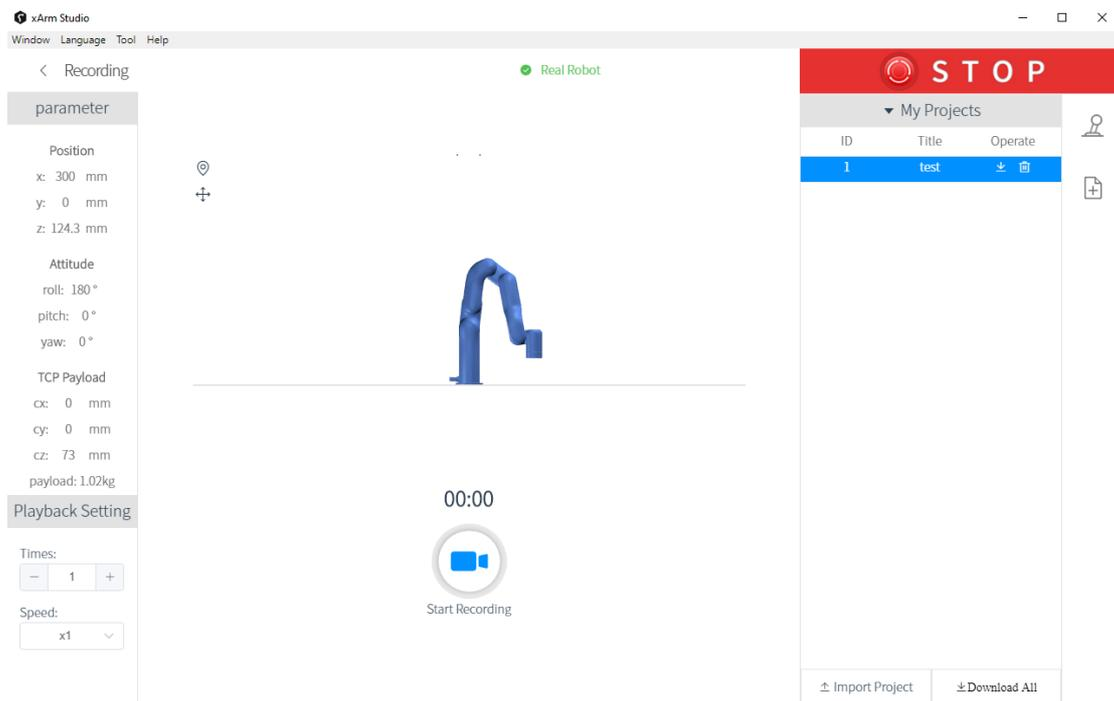 xArm Studio
Window Language Tool Help
Recording
Real Robot
STOP
parameter
Position
x: 300 mm
y: 0 mm
z: 124.3 mm
Attitude
roll: 180°
pitch: 0°
yaw: 0°
TCP Payload
cx: 0 mm
cy: 0 mm
cz: 73 mm
payload: 1.02kg
Playback Setting
Times:
− 1 +
Speed:
x1
00:00
Start Recording
My Projects
ID Title Operate
1 test
Import Project Download All